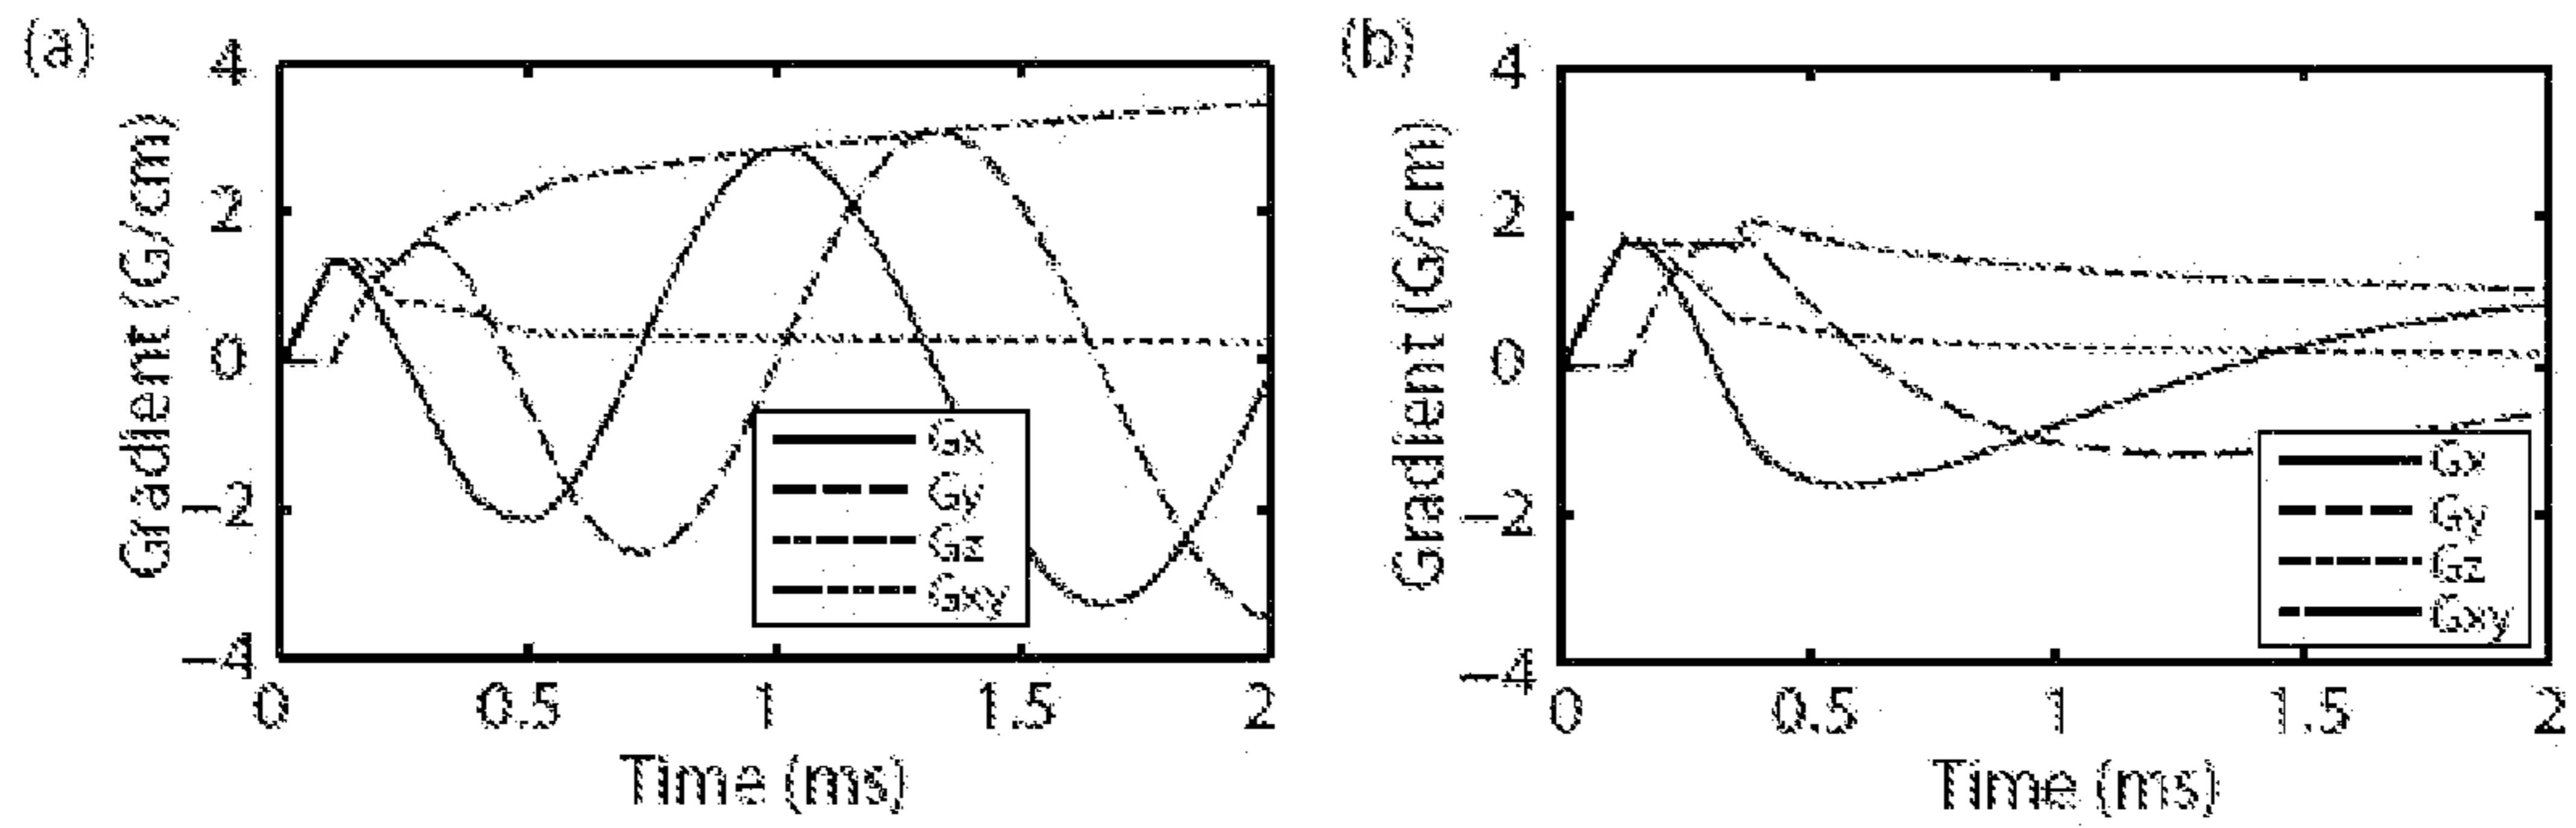 (a)
Gradient (G/cm)
4
2
0
−2
−4
0 0.5 1 1.5 2
Time (ms)
Gx
Gy
Gz
Gxy
(b)
Gradient (G/cm)
4
2
0
−2
−4
0 0.5 1 1.5 2
Time (ms)
Gx
Gy
Gz
Gxy